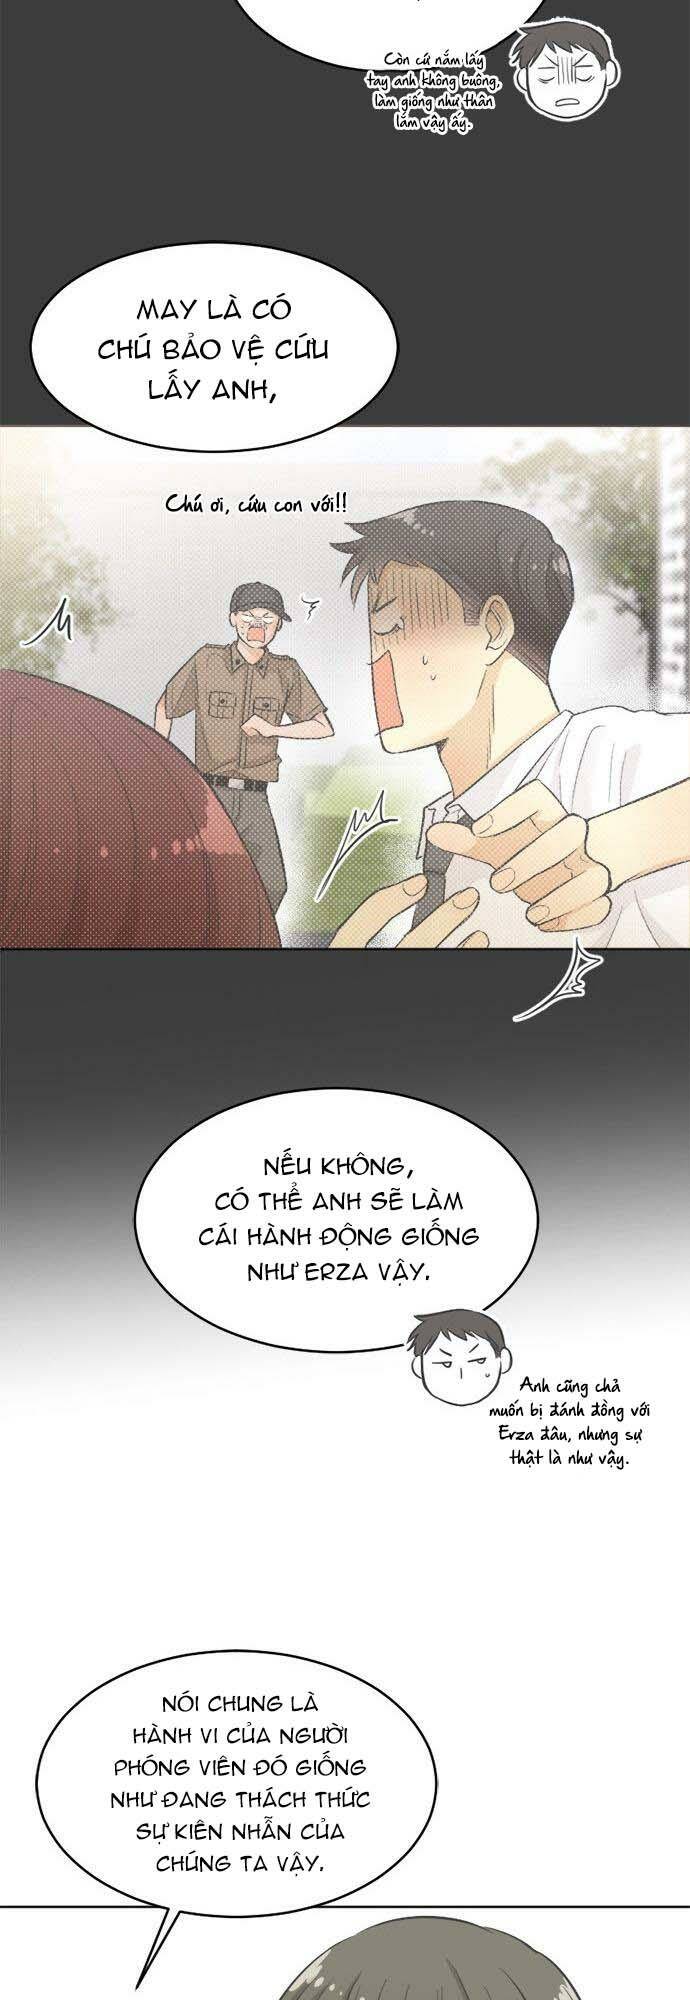 Còn cứ nắm lấy
tay anh không buông,
làm giống như thân
lắm vậy ấy.
MAY LÀ CÓ
CHÚ BẢO VỆ CỨU
LẤY ANH,
Chú ơi, cứu con với!!
NẾU KHÔNG,
CÓ THỂ ANH SẼ LÀM
CÁI HÀNH ĐỘNG GIỐNG
NHƯ ERZA VẬY.
Anh cũng chả
muốn bị đánh đồng với
Erza đâu, nhưng sự
thật là như vậy.
NÓI CHUNG LÀ
HÀNH VI CỦA NGƯỜI
PHÓNG VIÊN ĐÓ GIỐNG
NHƯ ĐANG THÁCH THỨC
SỰ KIÊN NHẪN CỦA
CHÚNG TA VẬY.